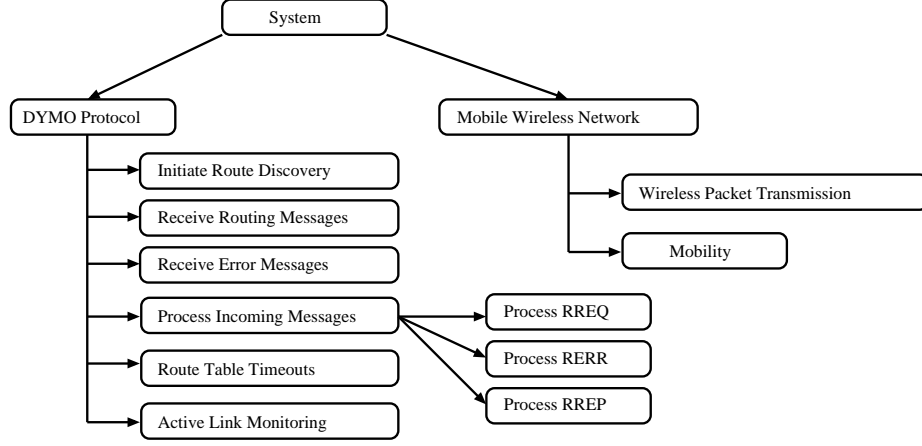 System
DYMO Protocol
Mobile Wireless Network
Initiate Route Discovery
Wireless Packet Transmission
Receive Routing Messages
Mobility
Receive Error Messages
Process Incoming Messages
Process RREQ
Process RERR
Route Table Timeouts
Process RREP
Active Link Monitoring